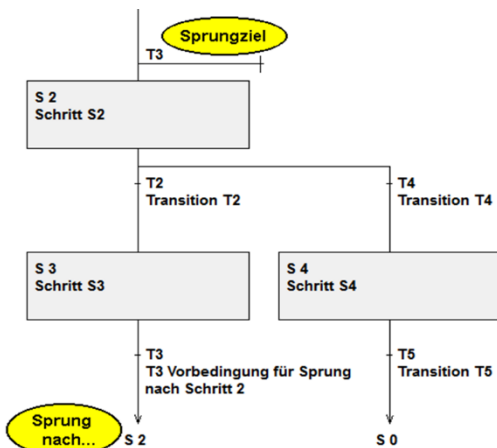 Sprungziel
T3
S 2
Schritt S2
T2
Transition T2
T4
Transition T4
S 3
Schritt S3
S 4
Schritt S4
T3
T3 Vorbedingung für Sprung
nach Schritt 2
T5
Transition T5
Sprung
nach...
S 2
S 0